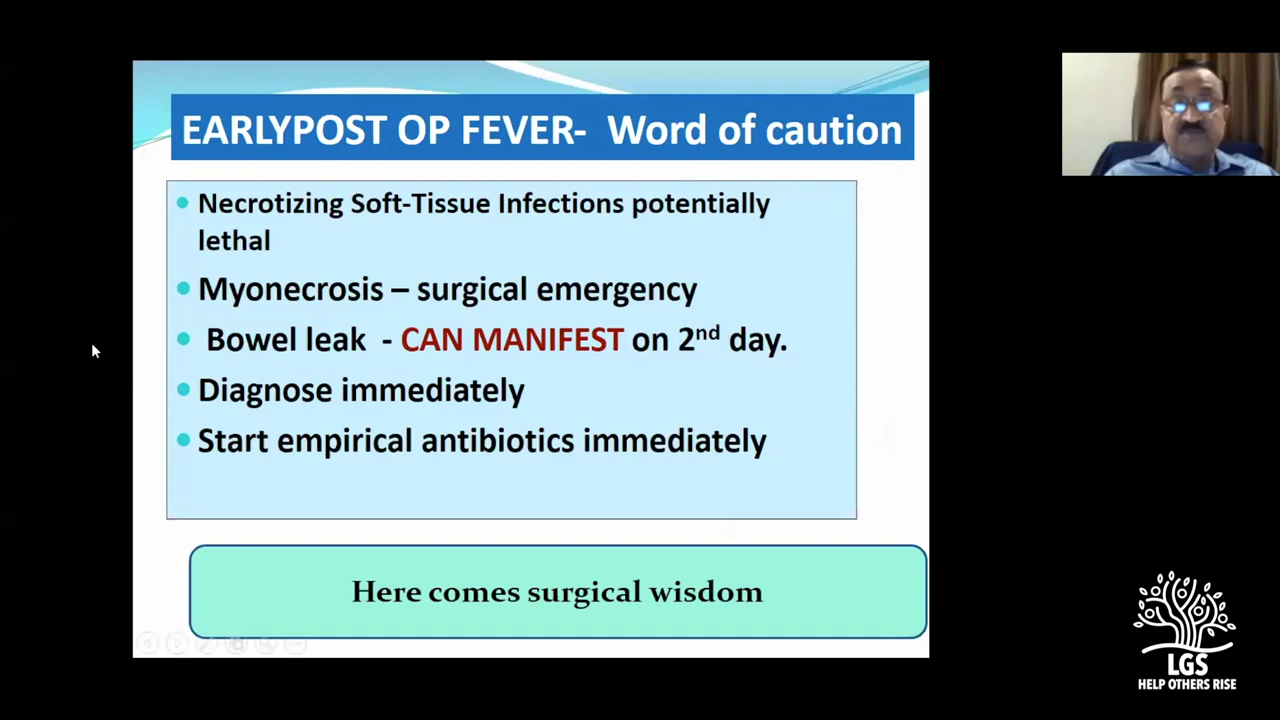 EARLYPOST OP FEVER- Word of caution
Necrotizing Soft-Tissue Infections potentially
lethal
Myonecrosis – surgical emergency
Bowel leak - CAN MANIFEST on 2nd day.
Diagnose immediately
Start empirical antibiotics immediately
Here comes surgical wisdom
LGS
HELP OTHERS RISE